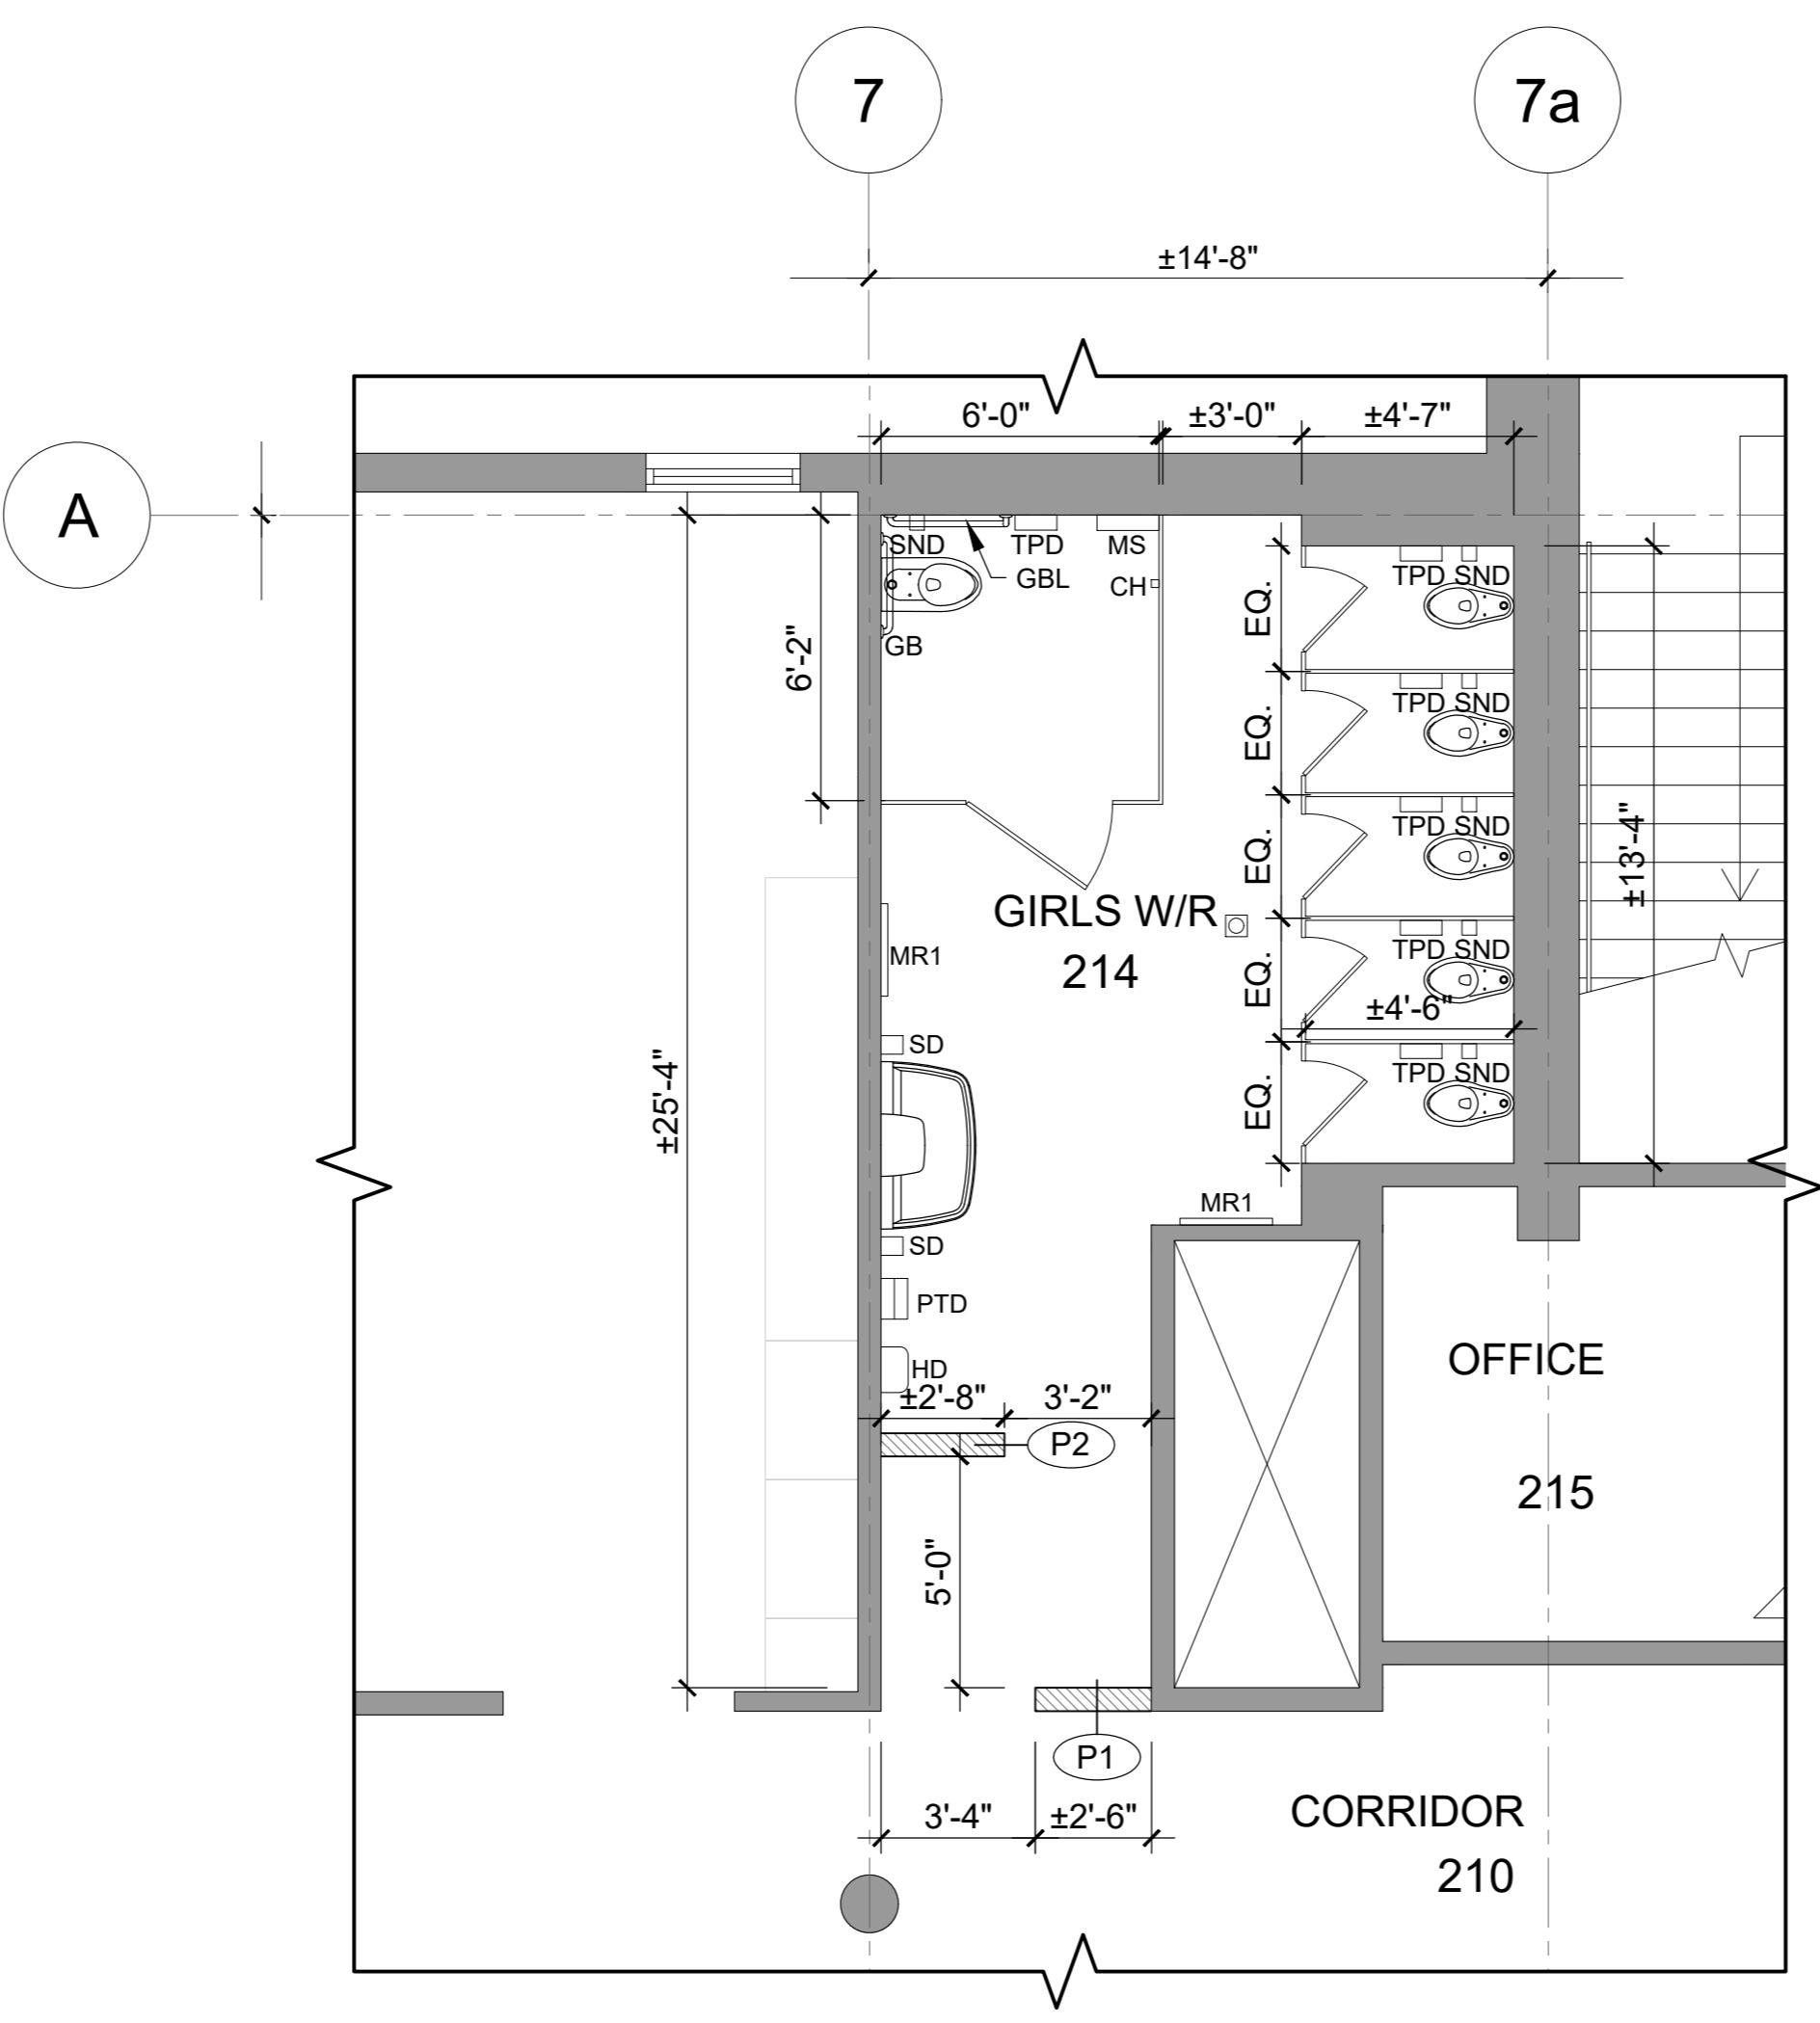 7
7a
±14'-8"
6'-0"
±3'-0"
±4'-7"
A
SND
TPD
MS
GBL
CH
GB
6'-2"
EQ.
TPD SND
EQ.
TPD SND
EQ.
TPD SND
±13'-4"
GIRLS W/R
214
MR1
EQ.
TPD SND
±4'-6"
SD
±25'-4"
EQ.
TPD SND
MR1
SD
PTD
HD
±2'-8"
3'-2"
P2
OFFICE
215
5'-0"
P1
3'-4"
±2'-6"
CORRIDOR
210